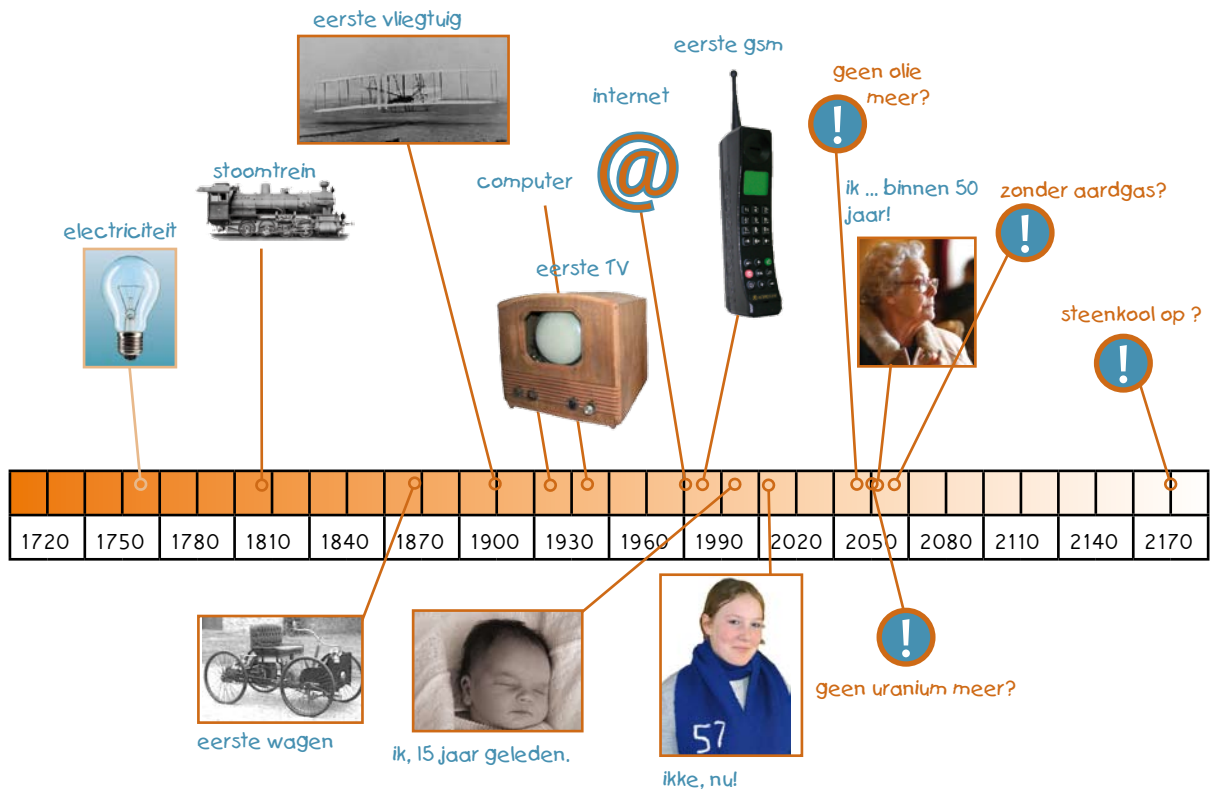 eerste vliegtuig
eerste gsm
geen olie
meer?
internet
@
!
stoomtrein
computer
ik ... binnen 50
jaar!
zonder aardgas?
!
electriciteit
eerste TV
steenkool op ?
!
1720 1750 1780 1810 1840 1870 1900 1930 1960 1990 2020 2050 2080 2110 2140 2170
!
geen uranium meer?
57
eerste wagen
ik, 15 jaar geleden.
ikke, nu!